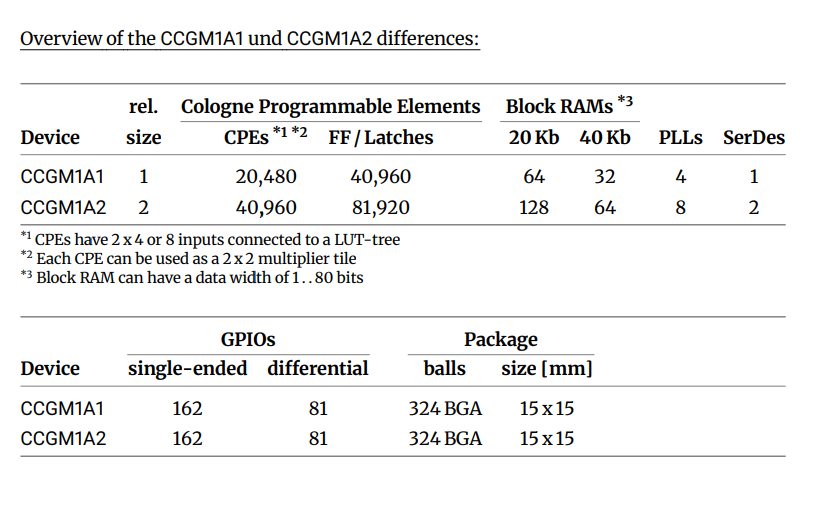 Overview of the CCGM1A1 und CCGM1A2 differences:
rel. Cologne Programmable Elements Block RAMs *3
Device size CPEs *1 *2 FF / Latches 20 Kb 40 Kb PLLs SerDes
CCGM1A1 1 20,480 40,960 64 32 4 1
CCGM1A2 2 40,960 81,920 128 64 8 2
*1 CPEs have 2 x 4 or 8 inputs connected to a LUT-tree
*2 Each CPE can be used as a 2 x 2 multiplier tile
*3 Block RAM can have a data width of 1 . . 80 bits
GPIOs Package
Device single-ended differential balls size [mm]
CCGM1A1 162 81 324 BGA 15 x 15
CCGM1A2 162 81 324 BGA 15 x 15